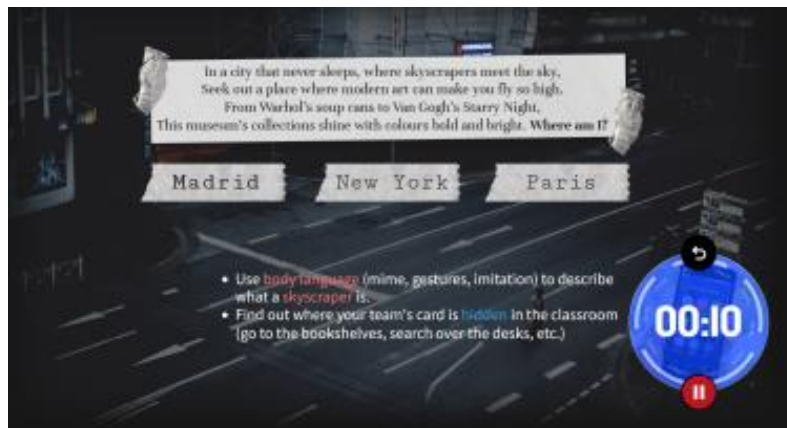 In a city that never sleeps, where skyscrapers meet the sky,
Seek out a place where modern art can make you fly so high.
From Warhol's soup cans to Van Gogh's Starry Night,
This museum's collections shine with colours bold and bright. Where am I?
Madrid
New York
Paris
• Use body language (mime, gestures, imitation) to describe
what a skyscraper is.
• Find out where your team's card is hidden in the classroom
(go to the bookshelves, search over the desks, etc.)
00:10